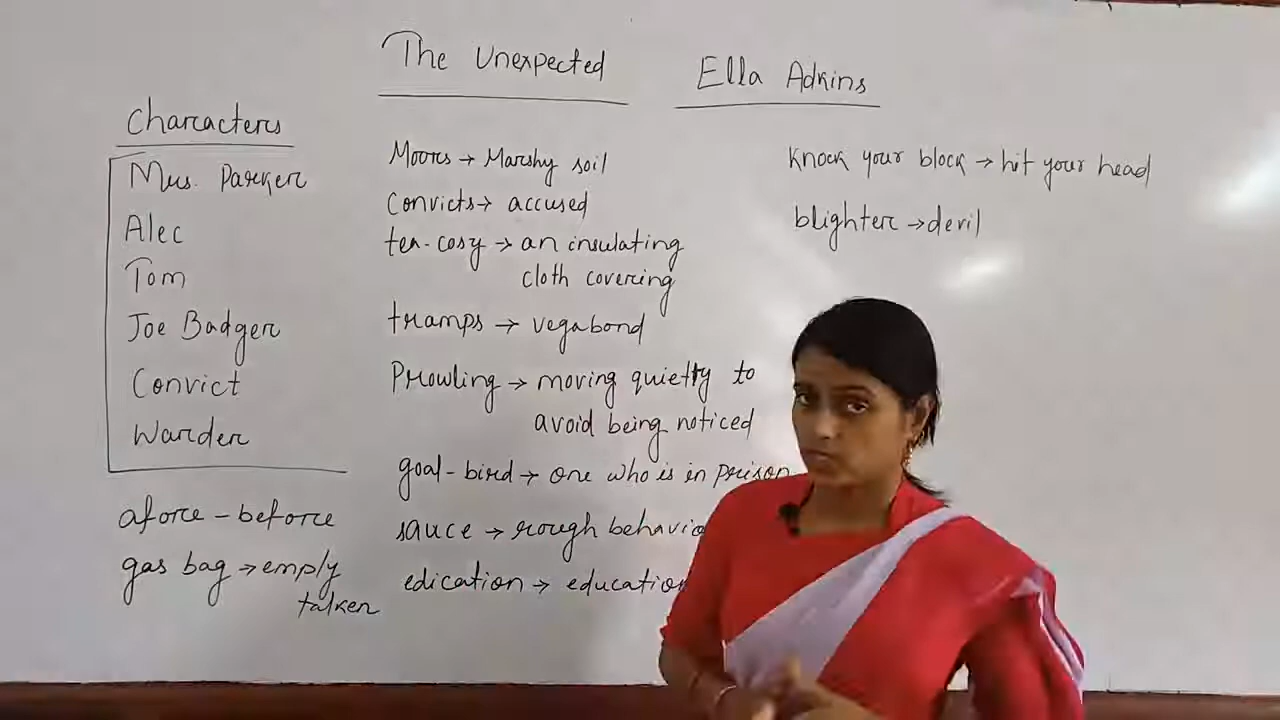 The Unexpected
Ella Adkins
Characters
Mrs. Parker
Alec
Tom
Joe Badger
Convict
Warder
afore - before
gas bag → emply
talker
Moors → Marshy soil
Convicts → accused
tea-cosy → an insulating
cloth covering
tramps → vegabond
Prowling → moving quietly to
avoid being noticed
goal-bird → one who is in prison
sauce → rough behavio
edication → education
Knock your block → hit your head
blighter → devil